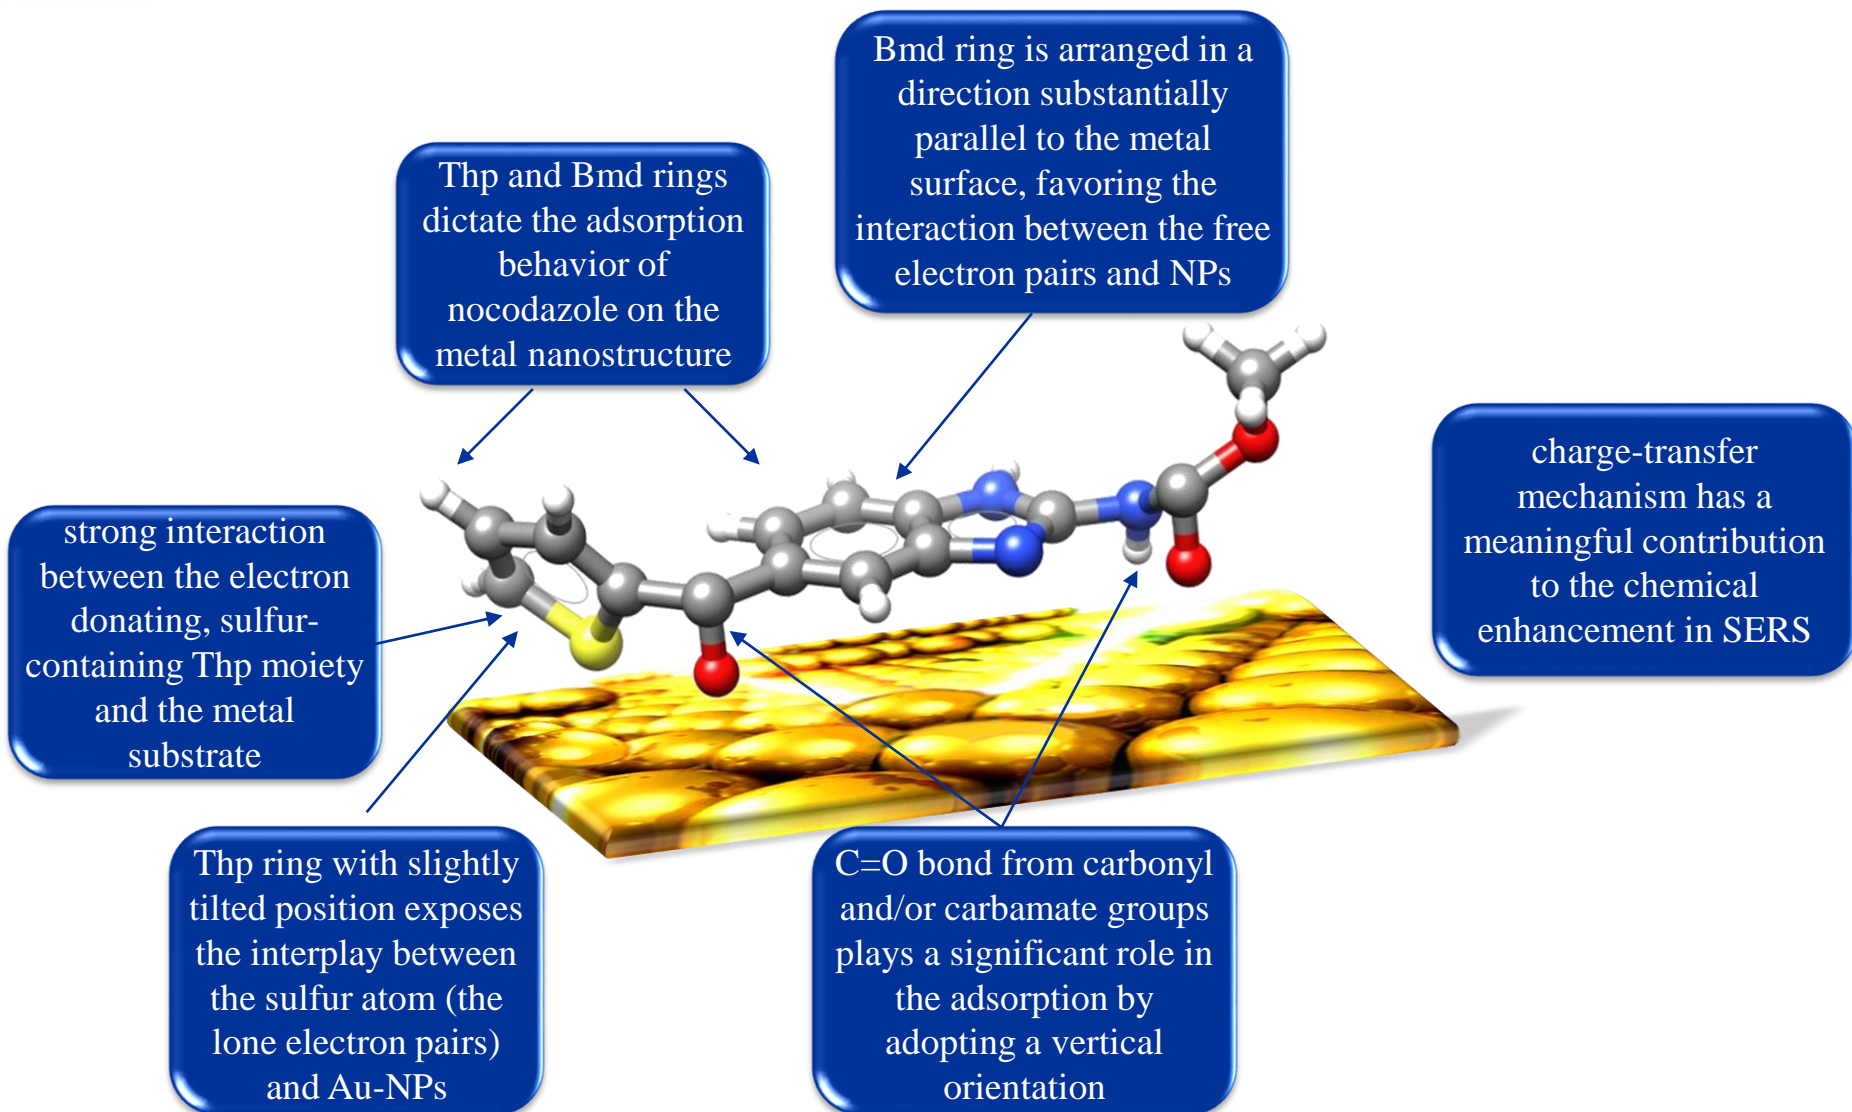 Bmd ring is arranged in a
direction substantially
parallel to the metal
surface, favoring the
interaction between the free
electron pairs and NPs
Thp and Bmd rings
dictate the adsorption
behavior of
nocodazole on the
metal nanostructure
charge-transfer
mechanism has a
meaningful contribution
to the chemical
enhancement in SERS
strong interaction
between the electron
donating, sulfur-
containing Thp moiety
and the metal
substrate
Thp ring with slightly
tilted position exposes
the interplay between
the sulfur atom (the
lone electron pairs)
and Au-NPs
C=O bond from carbonyl
and/or carbamate groups
plays a significant role in
the adsorption by
adopting a vertical
orientation